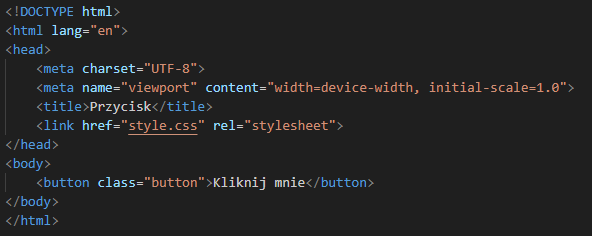 <!DOCTYPE html>
<html lang="en">
<head>
    <meta charset="UTF-8">
    <meta name="viewport" content="width=device-width, initial-scale=1.0">
    <title>Przycisk</title>
    <link href="style.css" rel="stylesheet">
</head>
<body>
    <button class="button">Kliknij mnie</button>
</body>
</html>